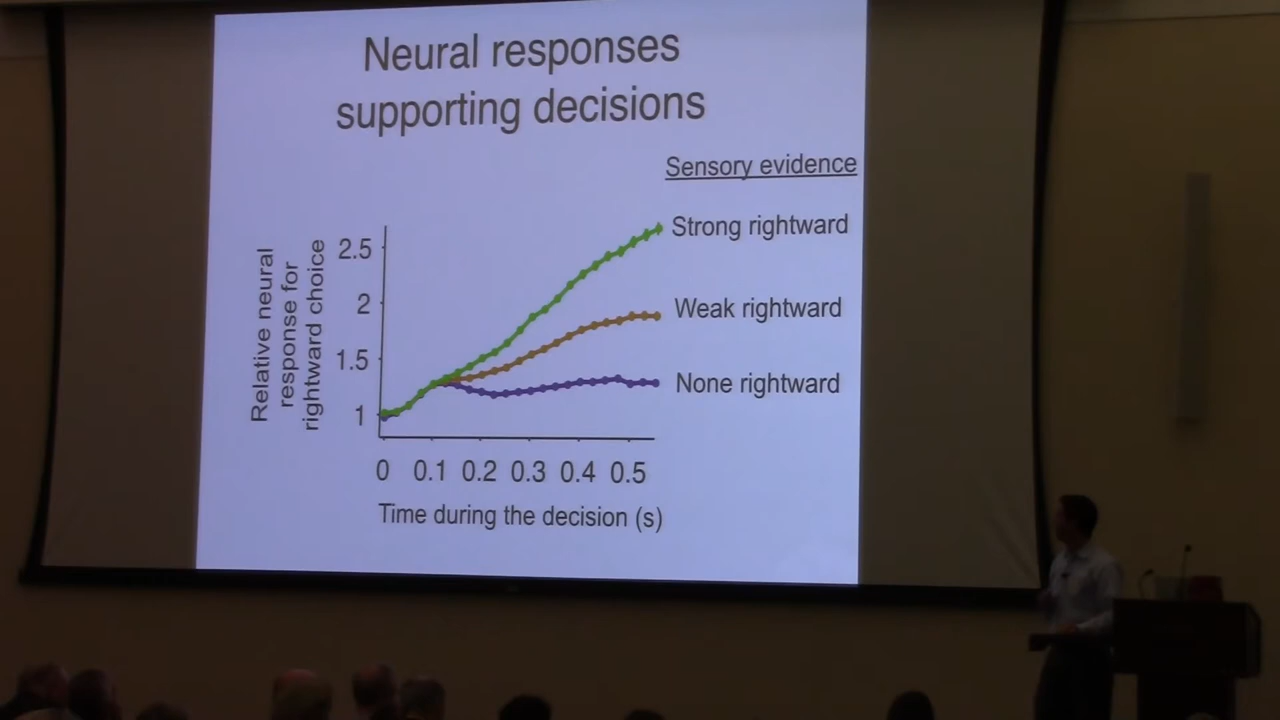 Neural responses
supporting decisions
Sensory evidence
Strong rightward
Weak rightward
None rightward
Relative neural
response for
rightward choice
2.5
2
1.5
1
0 0.1 0.2 0.3 0.4 0.5
Time during the decision (s)